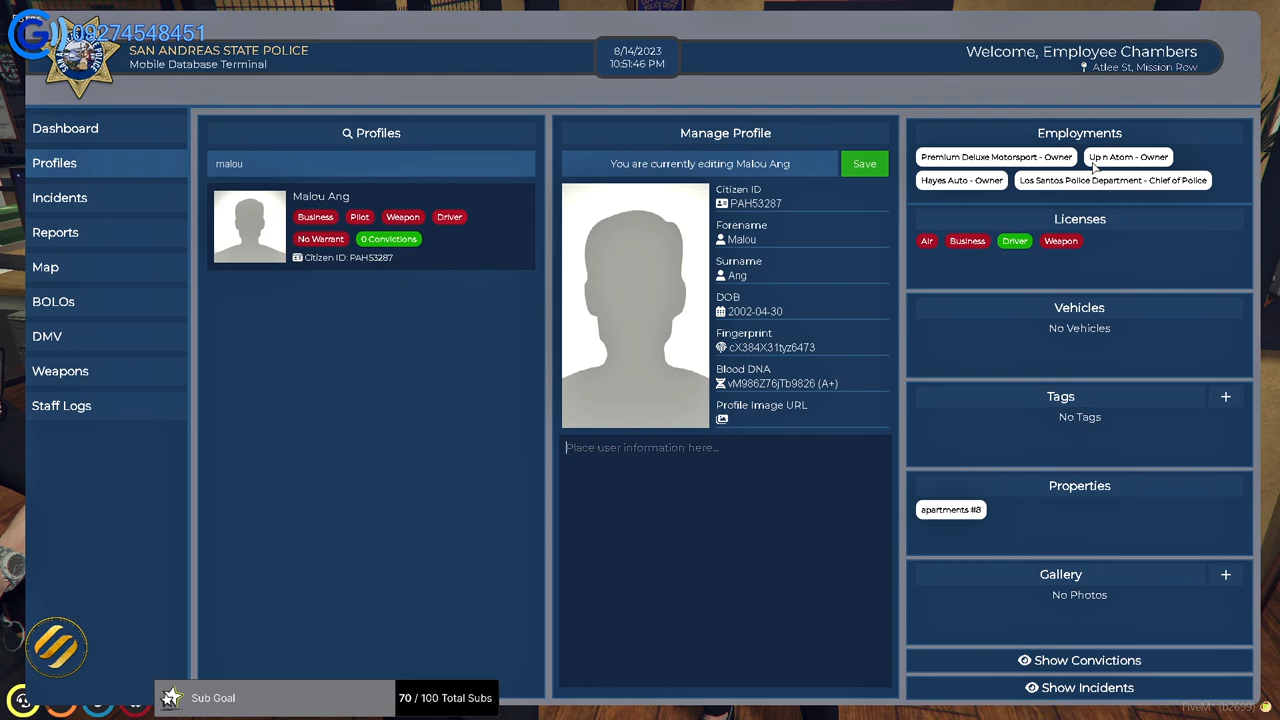 09274548451
SAN ANDREAS STATE POLICE
Mobile Database Terminal
8/14/2023
10:51:46 PM
Welcome, Employee Chambers
Atlee St, Mission Row
Dashboard
Profiles
Incidents
Reports
Map
BOLOs
DMV
Weapons
Staff Logs
Profiles
malou
Malou Ang
Business Pilot Weapon Driver
No Warrant 0 Convictions
Citizen ID: PAH53287
Manage Profile
You are currently editing Malou Ang Save
Citizen ID
PAH53287
Forename
Malou
Surname
Ang
DOB
2002-04-30
Fingerprint
cX384X31tyz6473
Blood DNA
vM986Z76jTb9826 (A+)
Profile Image URL
Place user information here...
Employments
Premium Deluxe Motorsport - Owner Up n Atom - Owner
Hayes Auto - Owner Los Santos Police Department - Chief of Police
Licenses
Air Business Driver Weapon
Vehicles
No Vehicles
Tags +
No Tags
Properties
apartments #8
Gallery +
No Photos
Show Convictions
Show Incidents
Sub Goal 70 / 100 Total Subs
FiveM* (b2699)